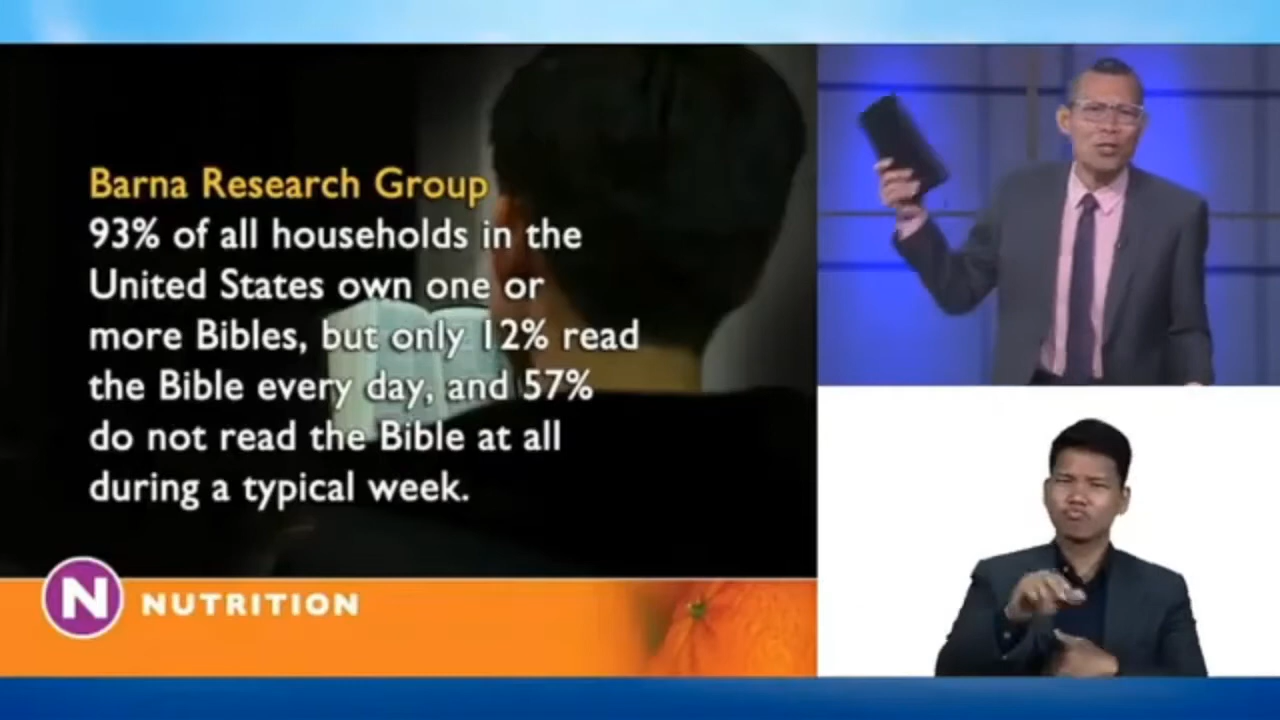 Barna Research Group
93% of all households in the
United States own one or
more Bibles, but only 12% read
the Bible every day, and 57%
do not read the Bible at all
during a typical week.
N NUTRITION